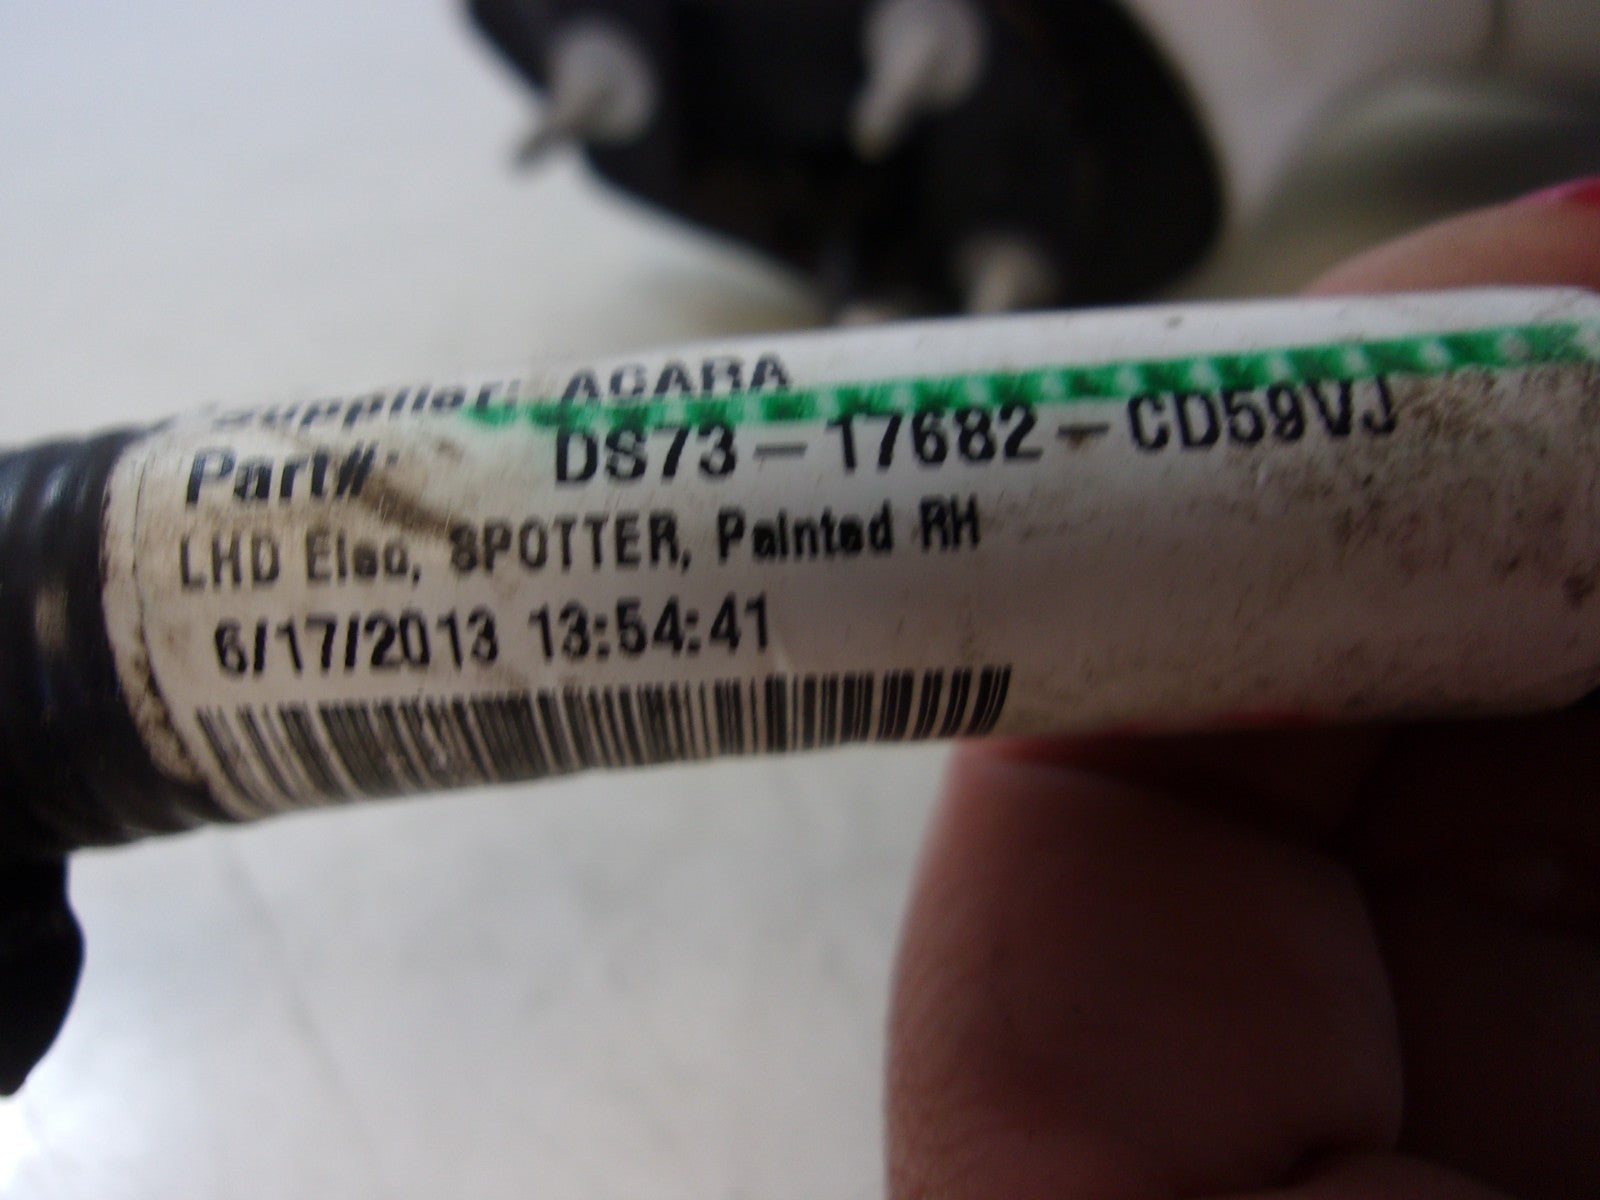 Supplier: ACARA
Part#: DS73-17682-CD59VJ
LHD Elec, SPOTTER, Painted RH
6/17/2013 13:54:41